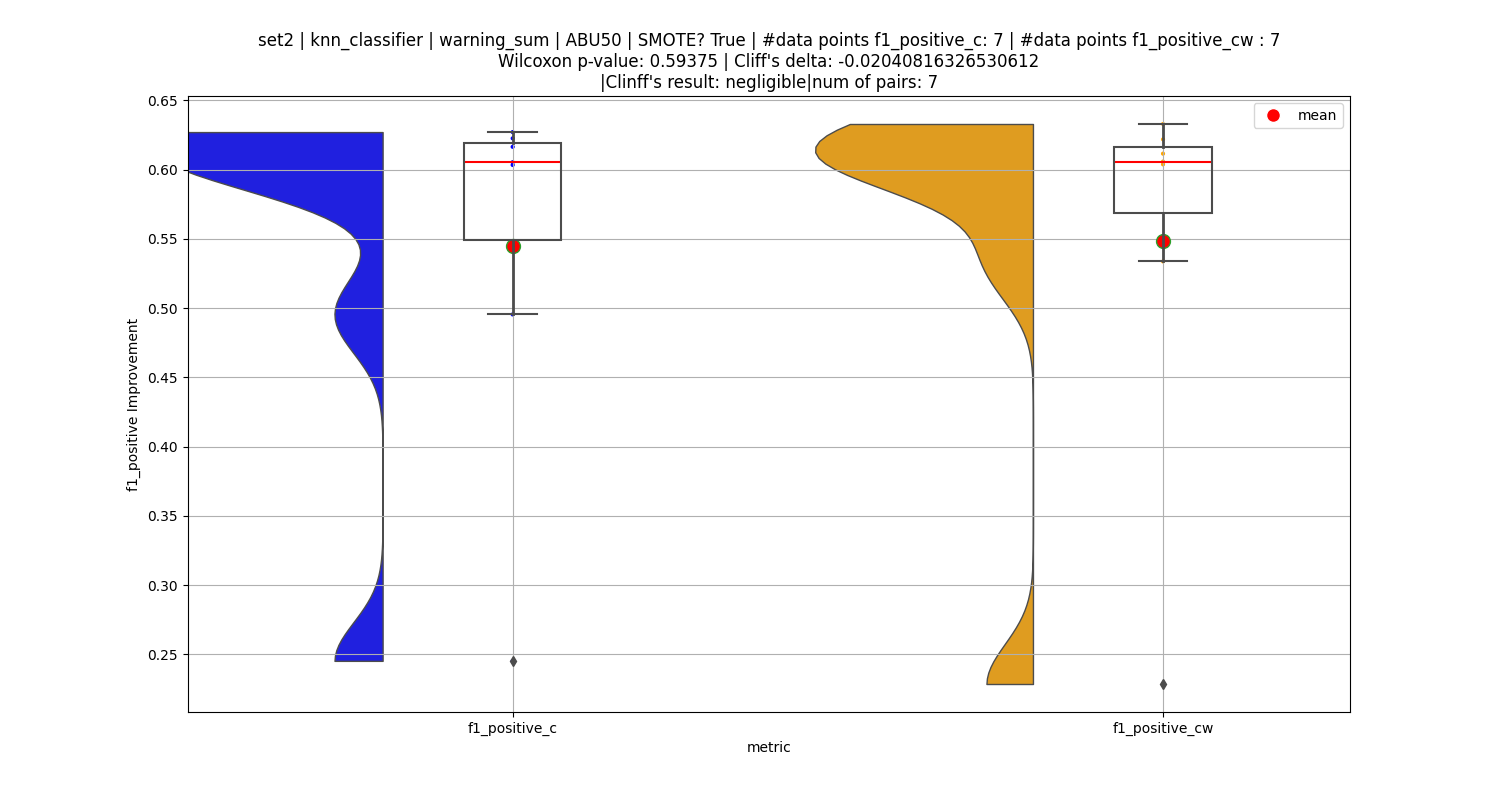 set2 | knn_classifier | warning_sum | ABU50 | SMOTE? True | #data points f1_positive_c: 7 | #data points f1_positive_cw : 7
Wilcoxon p-value: 0.59375 | Cliff's delta: -0.02040816326530612
|Clinff's result: negligible|num of pairs: 7
mean
f1_positive Improvement
0.65
0.60
0.55
0.50
0.45
0.40
0.35
0.30
0.25
f1_positive_c
f1_positive_cw
metric